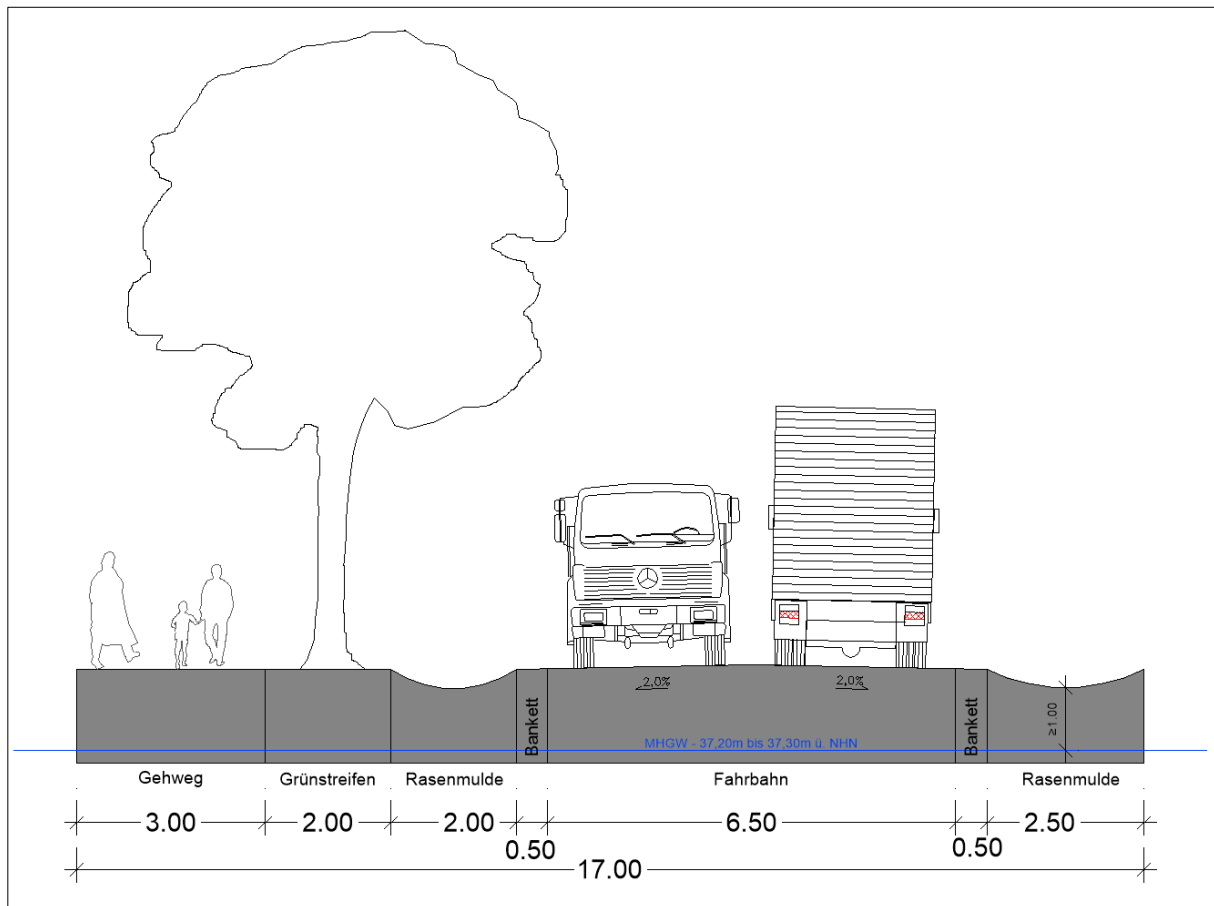 2,0%
2,0%
Bankett
Bankett
≥1.00
MHGW - 37,20m bis 37,30m ü. NHN
Gehweg
Grünstreifen
Rasenmulde
Fahrbahn
Rasenmulde
3.00
2.00
2.00
6.50
2.50
0.50
0.50
17.00